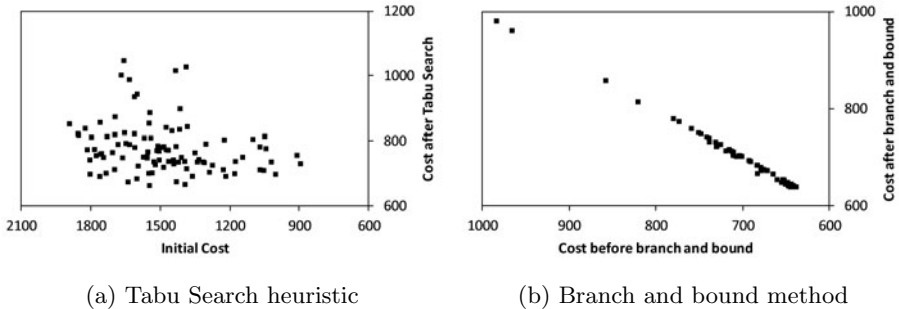 1200
1000
800
600
Cost after Tabu Search
2100 1800 1500 1200 900 600
Initial Cost
(a) Tabu Search heuristic
1000
800
600
Cost after branch and bound
1000 900 800 700 600
Cost before branch and bound
(b) Branch and bound method